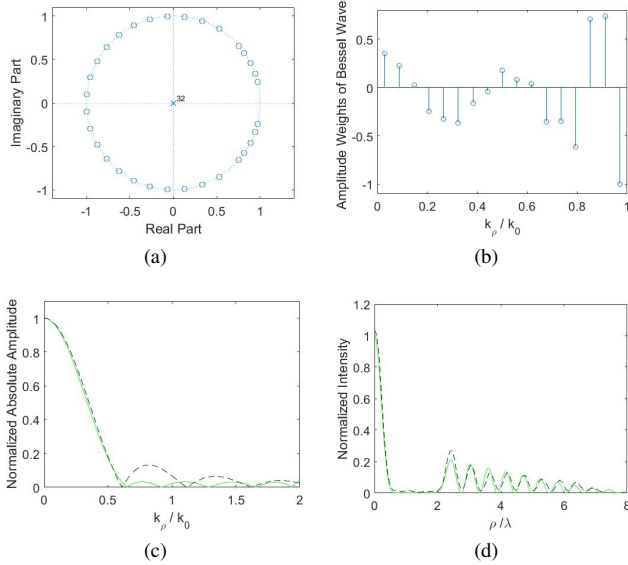 1
0.5
0
-0.5
-1
Imaginary Part
32
-1 -0.5 0 0.5 1
Real Part
(a)
Amplitude Weights of Bessel Wave
0.5
0
-0.5
-1
0 0.2 0.4 0.6 0.8 1
kρ / k0
(b)
Normalized Absolute Amplitude
1
0.8
0.6
0.4
0.2
0
0 0.5 1 1.5 2
kρ / k0
(c)
Normalized Intensity
1.2
1
0.8
0.6
0.4
0.2
0
0 2 4 6 8
ρ /λ
(d)